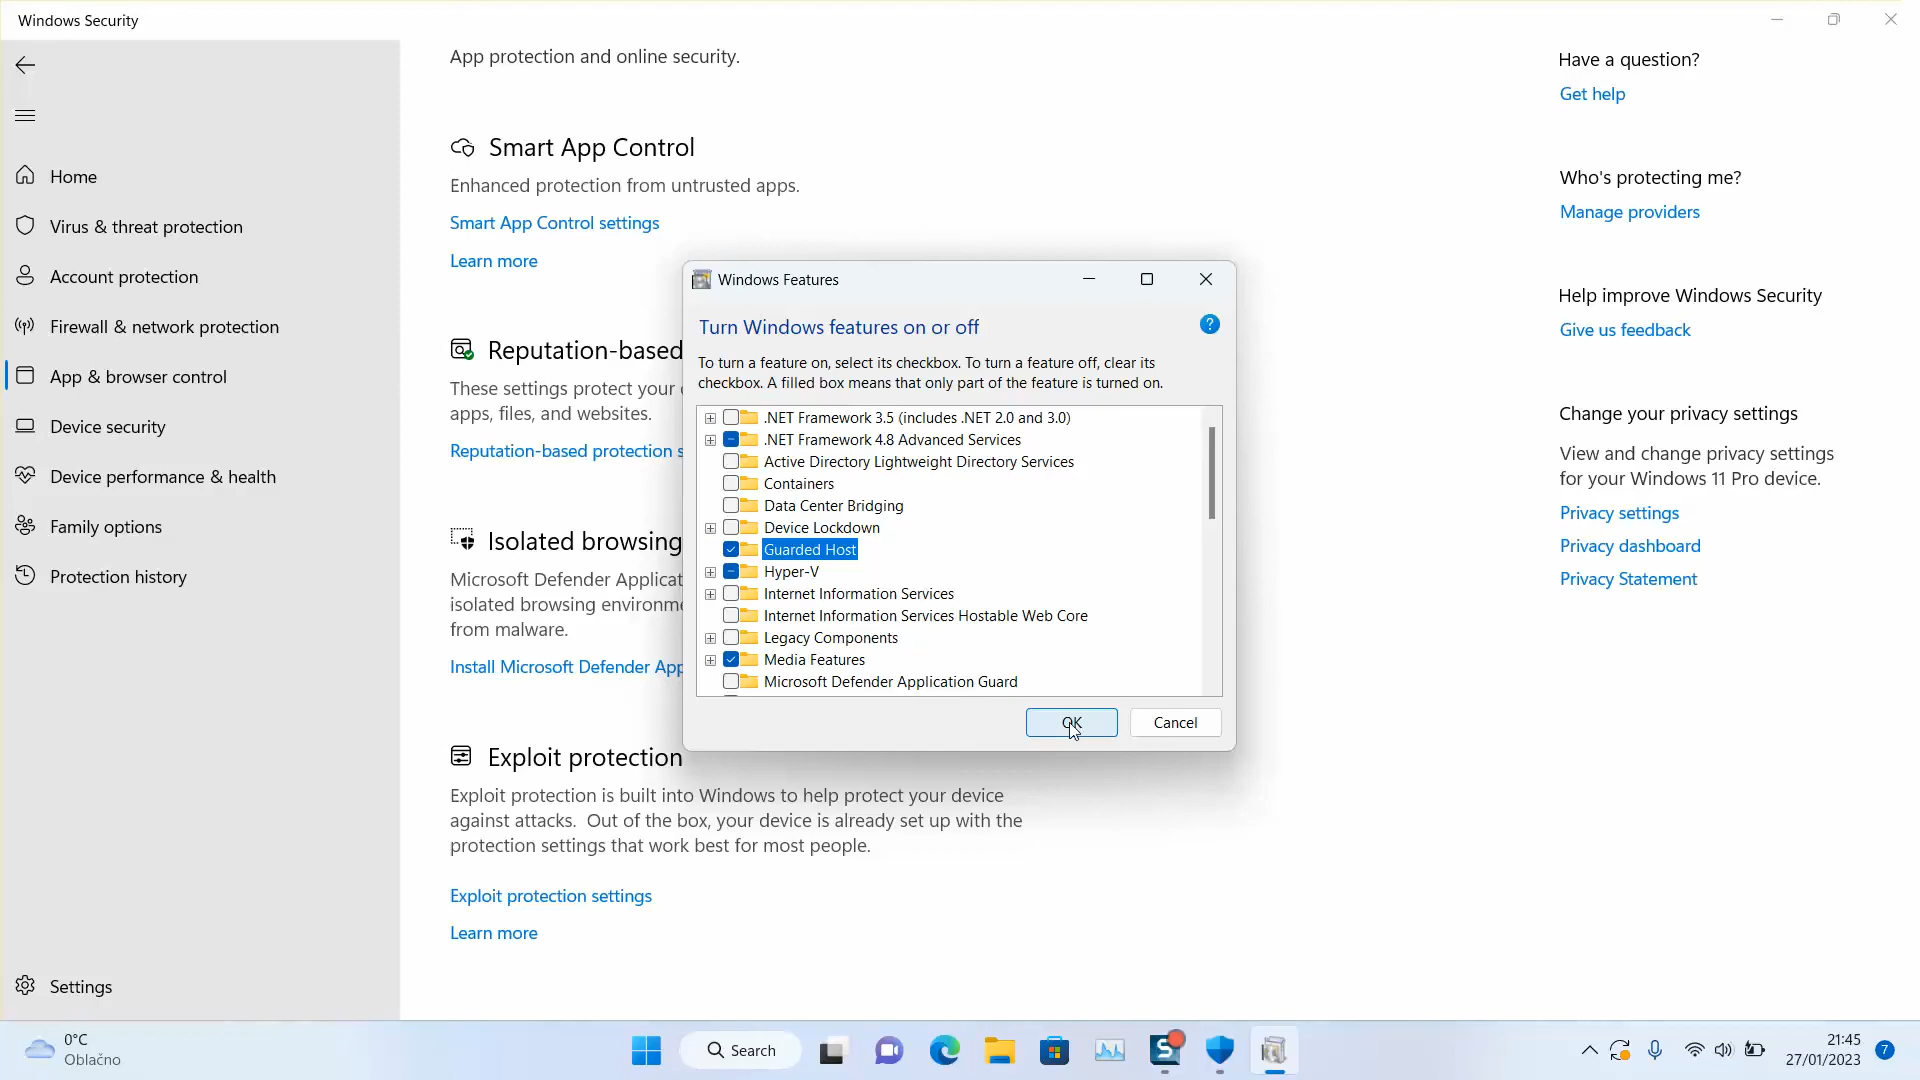 Windows Security
Home
Virus & threat protection
Account protection
Firewall & network protection
App & browser control
Device security
Device performance & health
Family options
Protection history
Settings
App protection and online security.
Smart App Control
Enhanced protection from untrusted apps.
Smart App Control settings
Learn more
Reputation-based
These settings protect your
apps, files, and websites.
Reputation-based protection s
Isolated browsing
Microsoft Defender Applicat
isolated browsing environme
from malware.
Install Microsoft Defender App
Exploit protection
Exploit protection is built into Windows to help protect your device
against attacks.  Out of the box, your device is already set up with the
protection settings that work best for most people.
Exploit protection settings
Learn more
Windows Features
Turn Windows features on or off
?
To turn a feature on, select its checkbox. To turn a feature off, clear its
checkbox. A filled box means that only part of the feature is turned on.
.NET Framework 3.5 (includes .NET 2.0 and 3.0)
.NET Framework 4.8 Advanced Services
Active Directory Lightweight Directory Services
Containers
Data Center Bridging
Device Lockdown
Guarded Host
Hyper-V
Internet Information Services
Internet Information Services Hostable Web Core
Legacy Components
Media Features
Microsoft Defender Application Guard
OK
Cancel
Have a question?
Get help
Who's protecting me?
Manage providers
Help improve Windows Security
Give us feedback
Change your privacy settings
View and change privacy settings
for your Windows 11 Pro device.
Privacy settings
Privacy dashboard
Privacy Statement
0°C
Oblačno
Search
S
21:45
27/01/2023
7